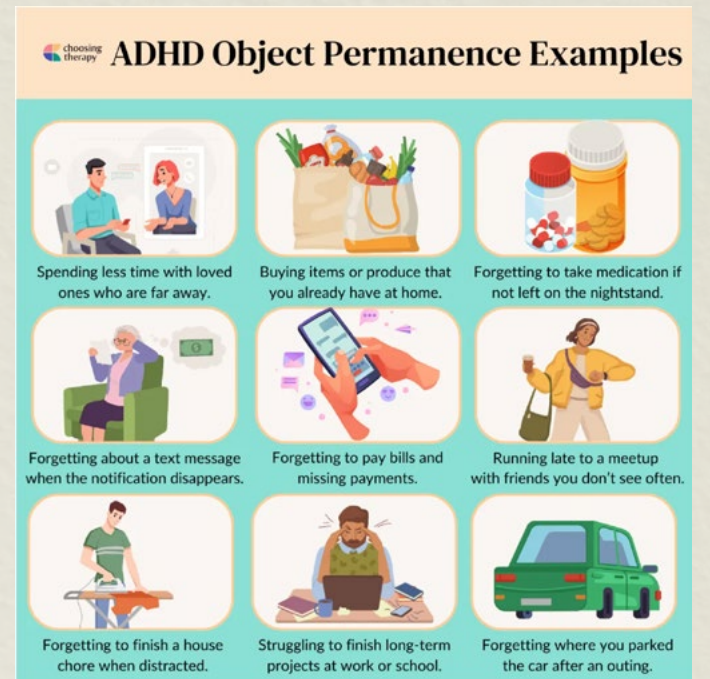 choosing
therapy
ADHD Object Permanence Examples
Spending less time with loved
ones who are far away.
Buying items or produce that
you already have at home.
Forgetting to take medication if
not left on the nightstand.
Forgetting about a text message
when the notification disappears.
Forgetting to pay bills and
missing payments.
Running late to a meetup
with friends you don't see often.
Forgetting to finish a house
chore when distracted.
Struggling to finish long-term
projects at work or school.
Forgetting where you parked
the car after an outing.